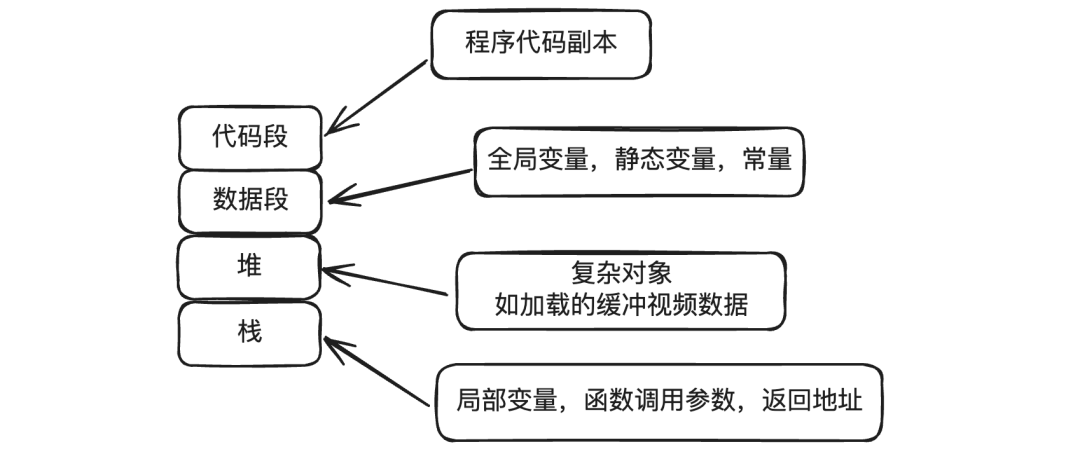 程序代码副本
代码段
全局变量，静态变量，常量
数据段
堆
复杂对象
如加载的缓冲视频数据
栈
局部变量，函数调用参数，返回地址